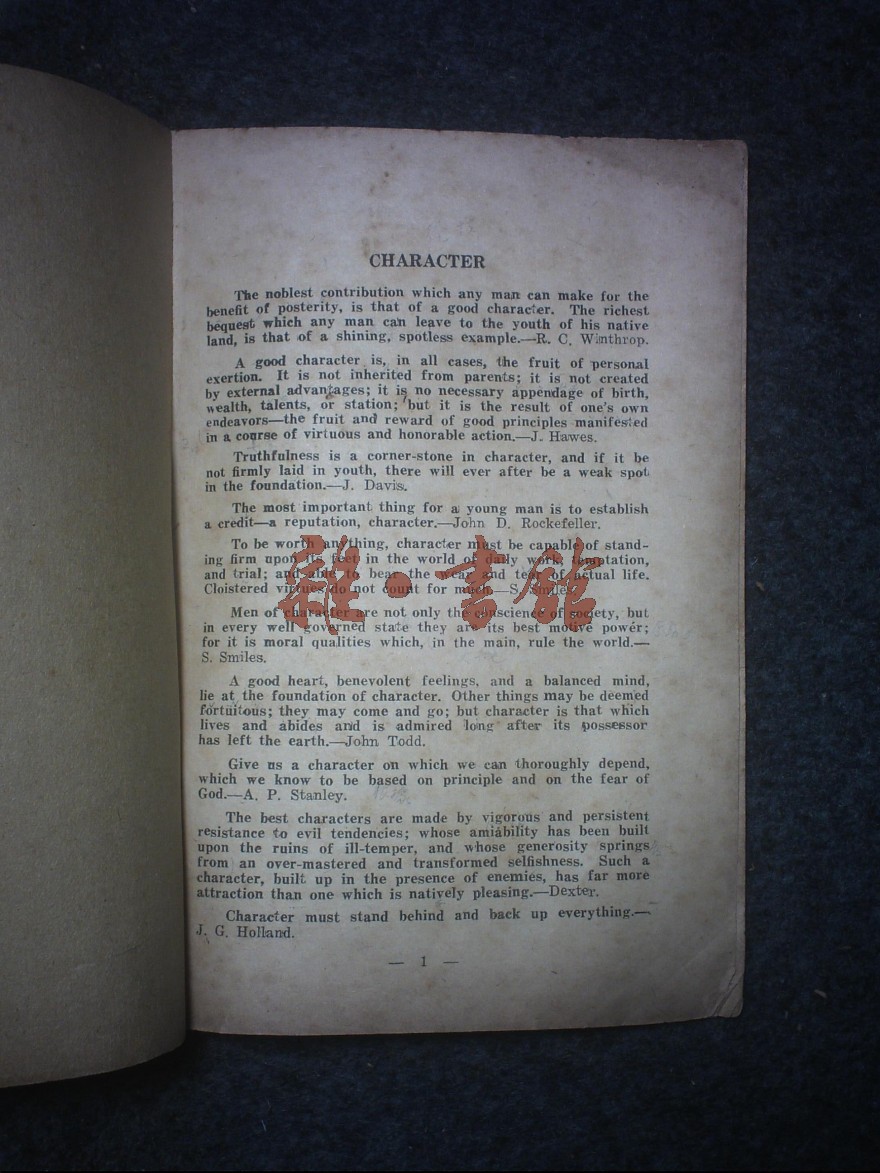 CHARACTER
The noblest contribution which any man can make for the
benefit of posterity, is that of a good character. The richest
bequest which any man can leave to the youth of his native
land, is that of a shining, spotless example.—R. C. Winthrop.
A good character is, in all cases, the fruit of personal
exertion. It is not inherited from parents; it is not created
by external advantages; it is no necessary appendage of birth,
wealth, talents, or station; but it is the result of one's own
endeavors—the fruit and reward of good principles manifested
in a course of virtuous and honorable action.—J. Hawes.
Truthfulness is a corner-stone in character, and if it be
not firmly laid in youth, there will ever after be a weak spot
in the foundation.—J. Davis.
The most important thing for a young man is to establish
a credit—a reputation, character.—John D. Rockefeller.
To be worth anything, character must be capable of stand-
ing firm upon its feet in the world of daily work, temptation,
and trial; and able to bear the wear and tear of actual life.
Cloistered virtues do not count for much.—S. Smiles.
雜·書館
Men of character are not only the conscience of society, but
in every well governed state they are its best motive power;
for it is moral qualities which, in the main, rule the world.—
S. Smiles.
A good heart, benevolent feelings, and a balanced mind,
lie at the foundation of character. Other things may be deemed
fortuitous; they may come and go; but character is that which
lives and abides and is admired long after its possessor
has left the earth.—John Todd.
Give us a character on which we can thoroughly depend,
which we know to be based on principle and on the fear of
God.—A. P. Stanley.
The best characters are made by vigorous and persistent
resistance to evil tendencies; whose amiability has been built
upon the ruins of ill-temper, and whose generosity springs
from an over-mastered and transformed selfishness. Such a
character, built up in the presence of enemies, has far more
attraction than one which is natively pleasing.—Dexter.
Character must stand behind and back up everything.—
J. G. Holland.
— 1 —